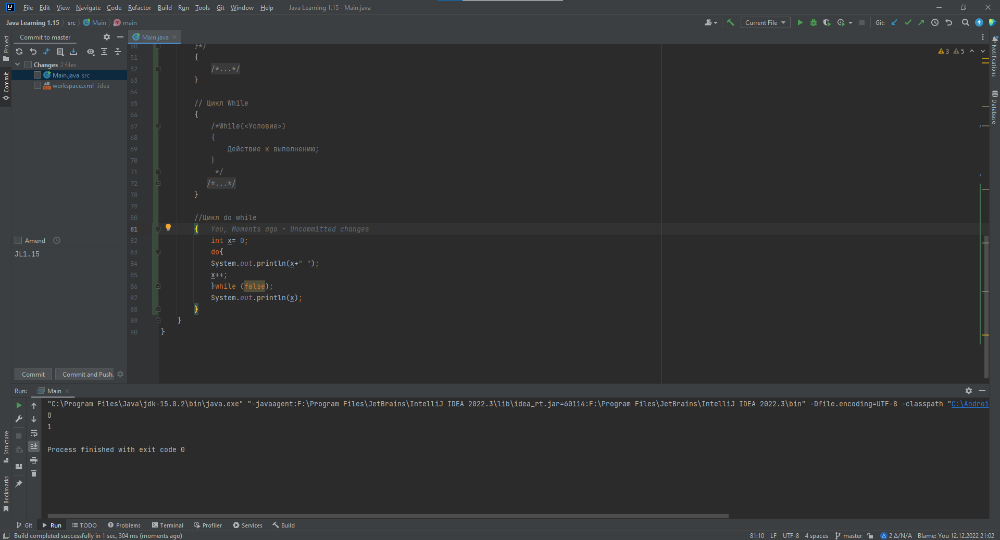 File Edit View Navigate Code Refactor Build Run Tools Git Window Help Java Learning 1.15 - Main.java
Java Learning 1.15 src Main main Current File Git:
Project
Commit
Structure
Bookmarks
Commit to master
Changes 2 files
Main.java src
workspace.xml .idea
Amend
JL1.15
Commit Commit and Push.
Main.java
3 5
50 }*/
51 {
52 /*...*/
63 }
64
65 // Цикл While
66 {
67 /*While(<Условие>)
68 {
69 Действие к выполнению;
70 }
71 */
72 /*...*/
78 }
79
80 //Цикл do while
81 { You, Moments ago • Uncommitted changes
82 int x= 0;
83 do{
84 System.out.println(x+" ");
85 x++;
86 }while (false);
87 System.out.println(x);
88 }
89 }
90 }
Notifications
Database
Run: Main
"C:\Program Files\Java\jdk-15.0.2\bin\java.exe" "-javaagent:F:\Program Files\JetBrains\IntelliJ IDEA 2022.3\lib\idea_rt.jar=60114:F:\Program Files\JetBrains\IntelliJ IDEA 2022.3\bin" -Dfile.encoding=UTF-8 -classpath "C:\Androi
0
1
Process finished with exit code 0
Git Run TODO Problems Terminal Profiler Services Build
Build completed successfully in 1 sec, 304 ms (moments ago) 81:10 LF UTF-8 4 spaces master 2 Δ/N/A Blame: You 12.12.2022 21:02